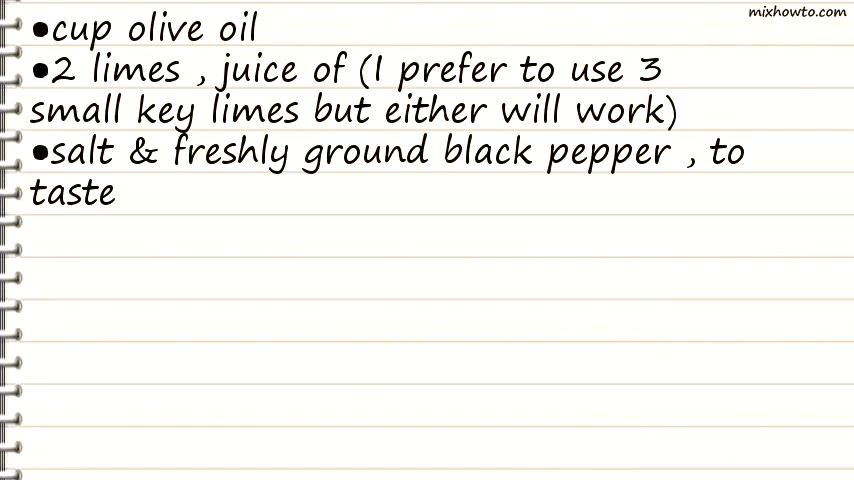 mixhowto.com
•cup olive oil
•2 limes , juice of (I prefer to use 3
small key limes but either will work)
•salt & freshly ground black pepper , to
taste